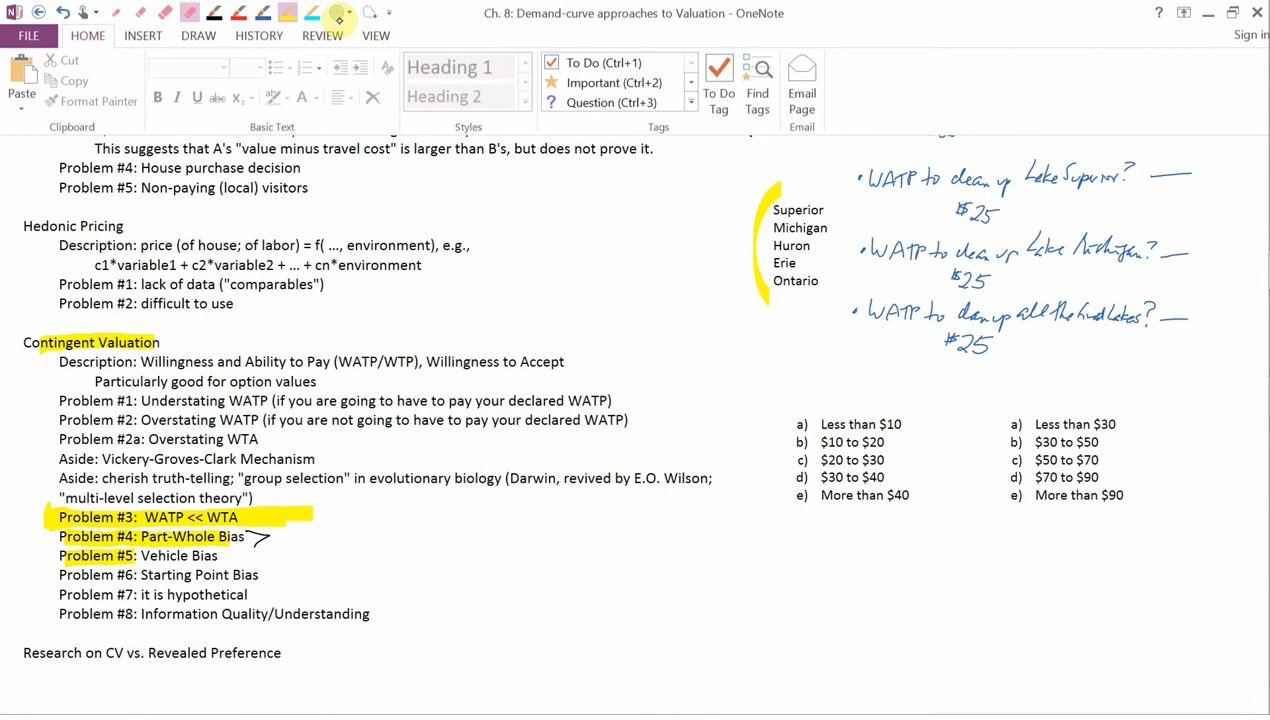 Ch. 8: Demand-curve approaches to Valuation - OneNote
?
FILE HOME INSERT DRAW HISTORY REVIEW VIEW
Sign in
Paste
Cut
Copy
Format Painter
Clipboard
B I U abc X₂ A
Basic Text
Heading 1
Heading 2
Styles
To Do (Ctrl+1)
Important (Ctrl+2)
? Question (Ctrl+3)
Tags
To Do Tag
Find Tags
Email Page
Email
This suggests that A's "value minus travel cost" is larger than B's, but does not prove it.
Problem #4: House purchase decision
Problem #5: Non-paying (local) visitors
Hedonic Pricing
Description: price (of house; of labor) = f( ..., environment), e.g.,
c1*variable1 + c2*variable2 + ... + cn*environment
Problem #1: lack of data ("comparables")
Problem #2: difficult to use
Contingent Valuation
Description: Willingness and Ability to Pay (WATP/WTP), Willingness to Accept
Particularly good for option values
Problem #1: Understating WATP (if you are going to have to pay your declared WATP)
Problem #2: Overstating WATP (if you are not going to have to pay your declared WATP)
Problem #2a: Overstating WTA
Aside: Vickery-Groves-Clark Mechanism
Aside: cherish truth-telling; "group selection" in evolutionary biology (Darwin, revived by E.O. Wilson;
"multi-level selection theory")
Problem #3: WATP << WTA
Problem #4: Part-Whole Bias
Problem #5: Vehicle Bias
Problem #6: Starting Point Bias
Problem #7: it is hypothetical
Problem #8: Information Quality/Understanding
Research on CV vs. Revealed Preference
Superior
Michigan
Huron
Erie
Ontario
• WATP to clean up Lake Superior?
$25
• WATP to clean up Lake Michigan?
$25
• WATP to clean up all the Great Lakes?
$25
a) Less than $10
b) $10 to $20
c) $20 to $30
d) $30 to $40
e) More than $40
a) Less than $30
b) $30 to $50
c) $50 to $70
d) $70 to $90
e) More than $90